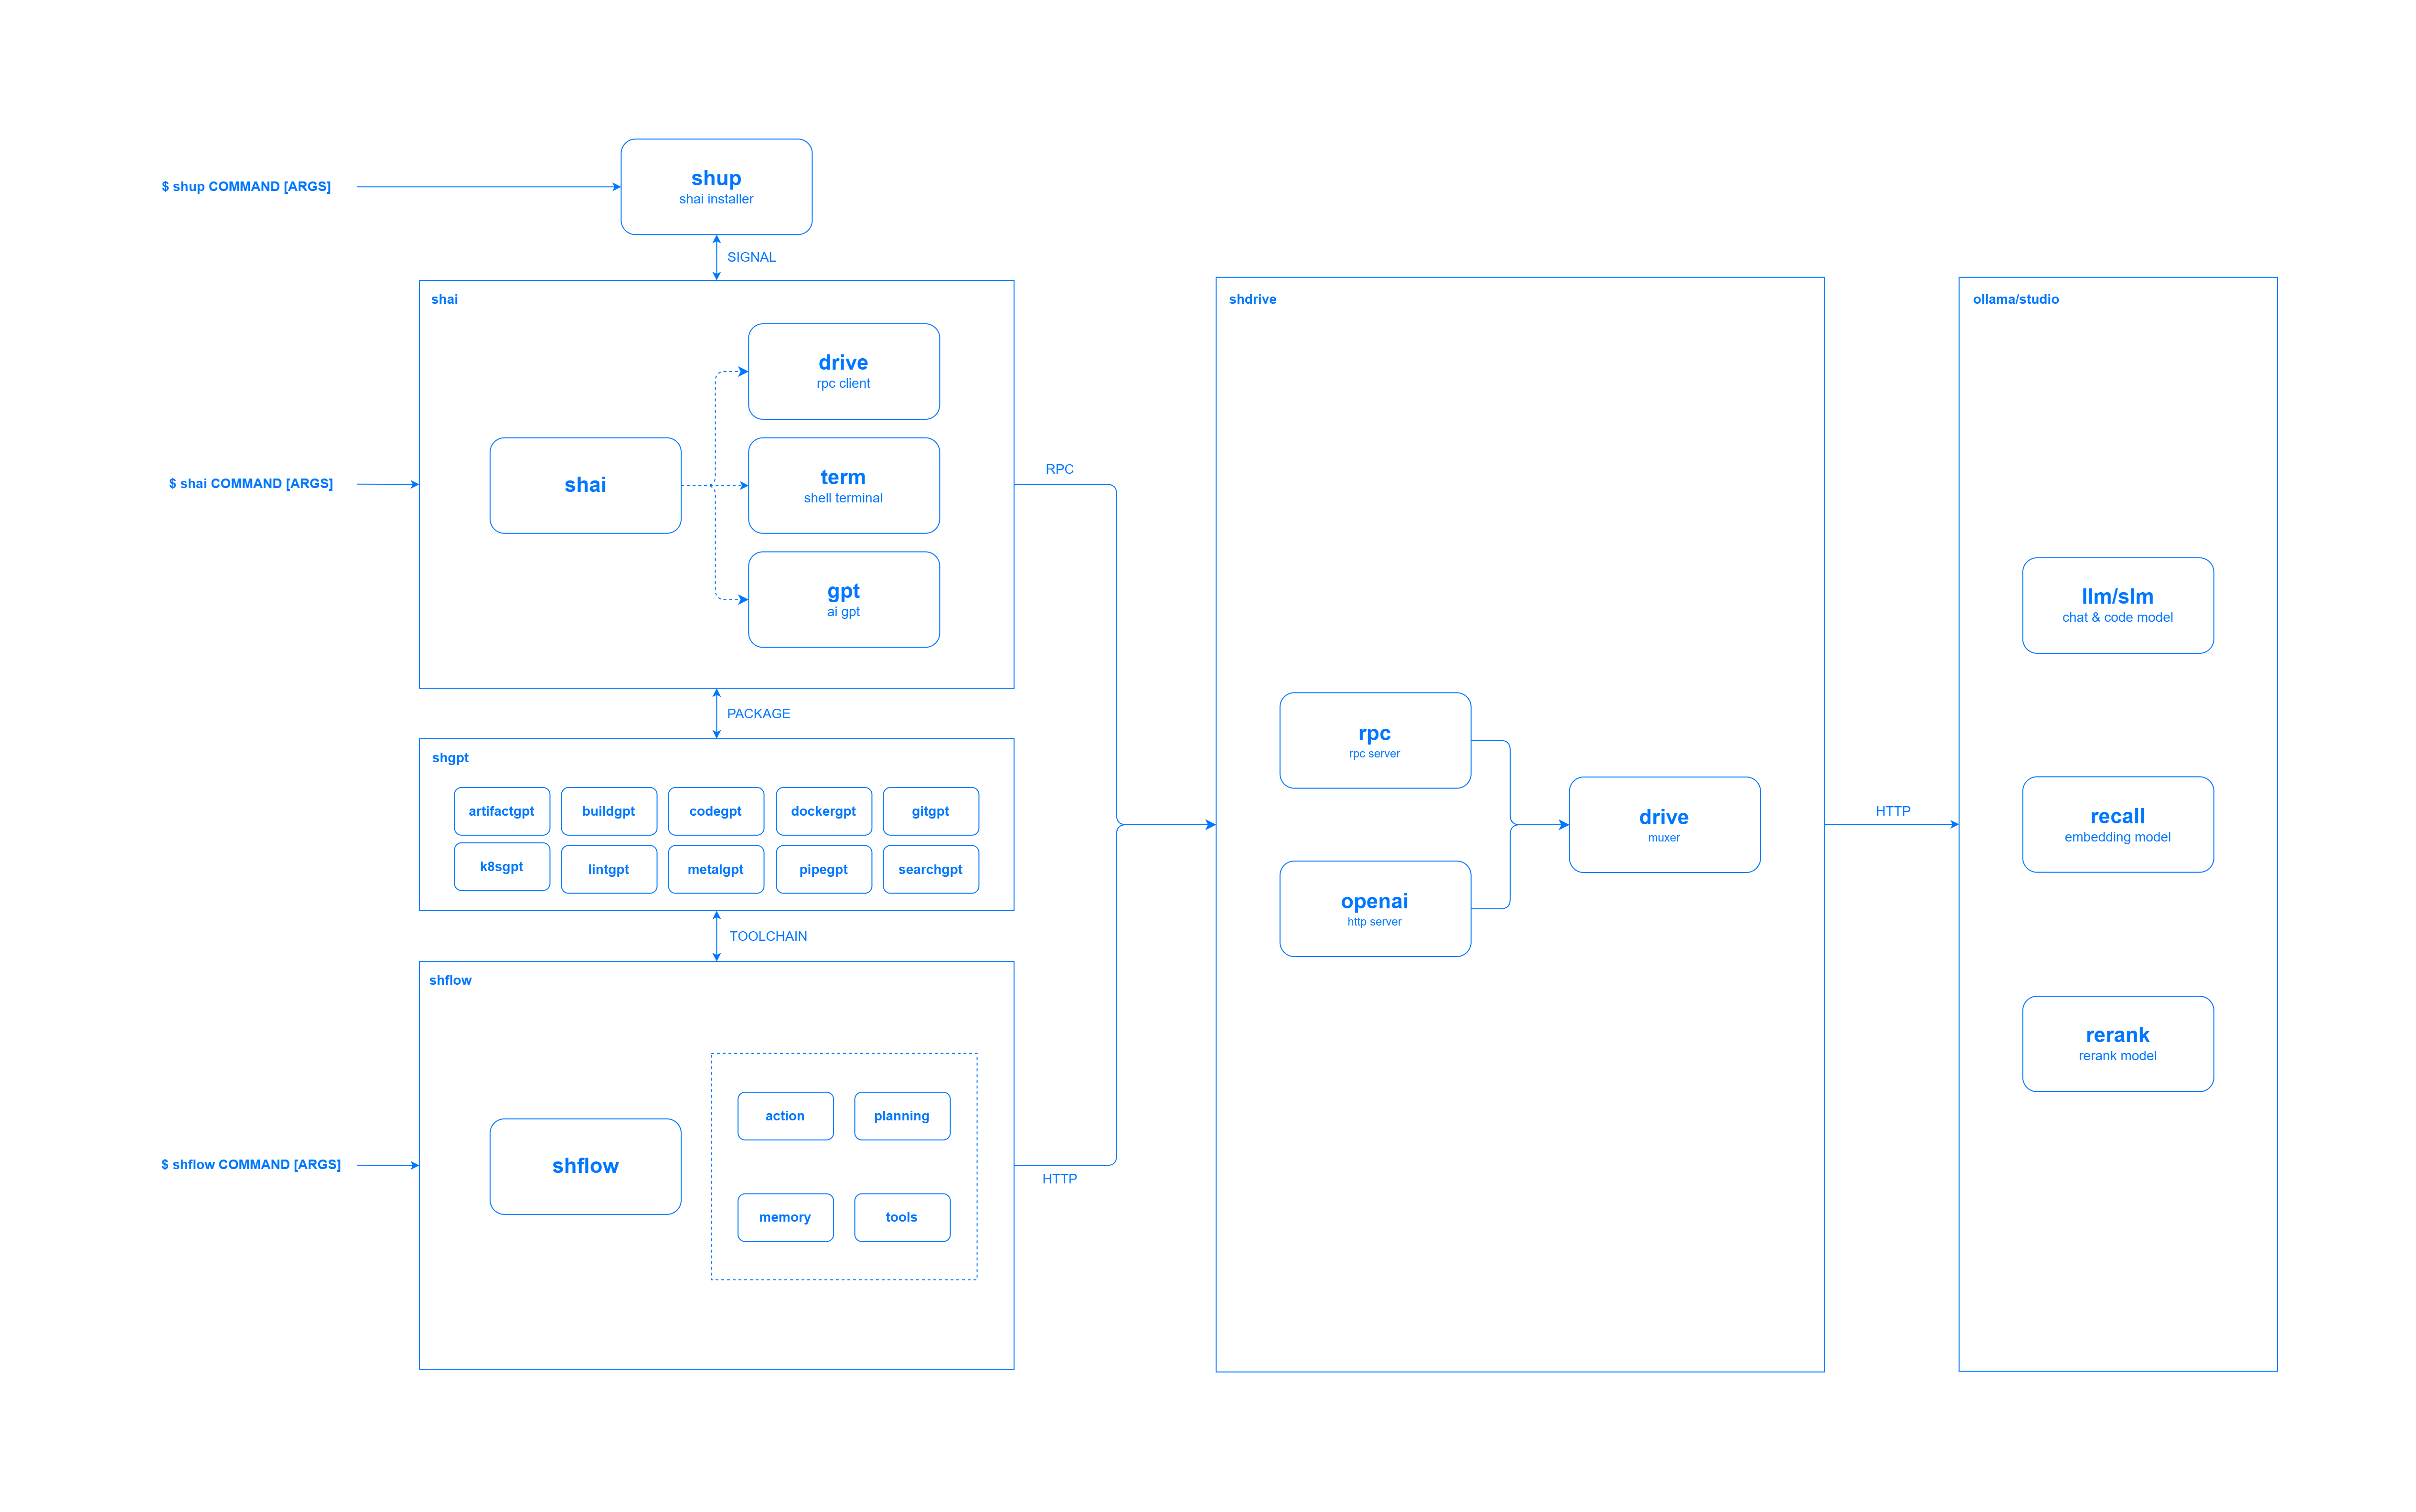 $ shup COMMAND [ARGS]
shup
shai installer
SIGNAL
shai
$ shai COMMAND [ARGS]
shai
drive
rpc client
term
shell terminal
gpt
ai gpt
RPC
PACKAGE
shgpt
artifactgpt
buildgpt
codegpt
dockergpt
gitgpt
k8sgpt
lintgpt
metalgpt
pipegpt
searchgpt
TOOLCHAIN
shflow
$ shflow COMMAND [ARGS]
shflow
action
planning
memory
tools
HTTP
shdrive
rpc
rpc server
openai
http server
drive
muxer
HTTP
ollama/studio
llm/slm
chat & code model
recall
embedding model
rerank
rerank model